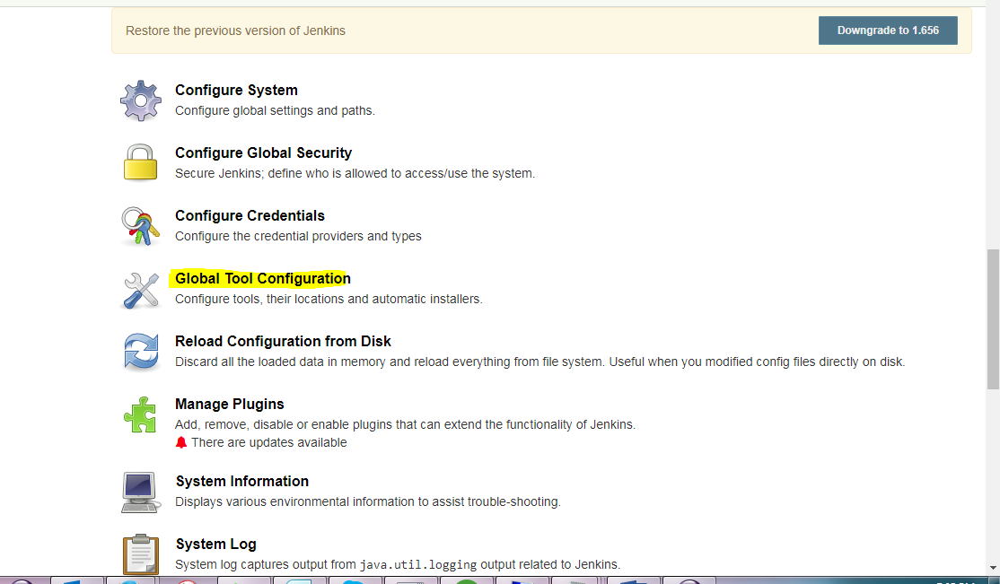 Restore the previous version of Jenkins
Downgrade to 1.656
Configure System
Configure global settings and paths.
Configure Global Security
Secure Jenkins; define who is allowed to access/use the system.
Configure Credentials
Configure the credential providers and types
Global Tool Configuration
Configure tools, their locations and automatic installers.
Reload Configuration from Disk
Discard all the loaded data in memory and reload everything from file system. Useful when you modified config files directly on disk.
Manage Plugins
Add, remove, disable or enable plugins that can extend the functionality of Jenkins.
There are updates available
System Information
Displays various environmental information to assist trouble-shooting.
System Log
System log captures output from java.util.logging output related to Jenkins.